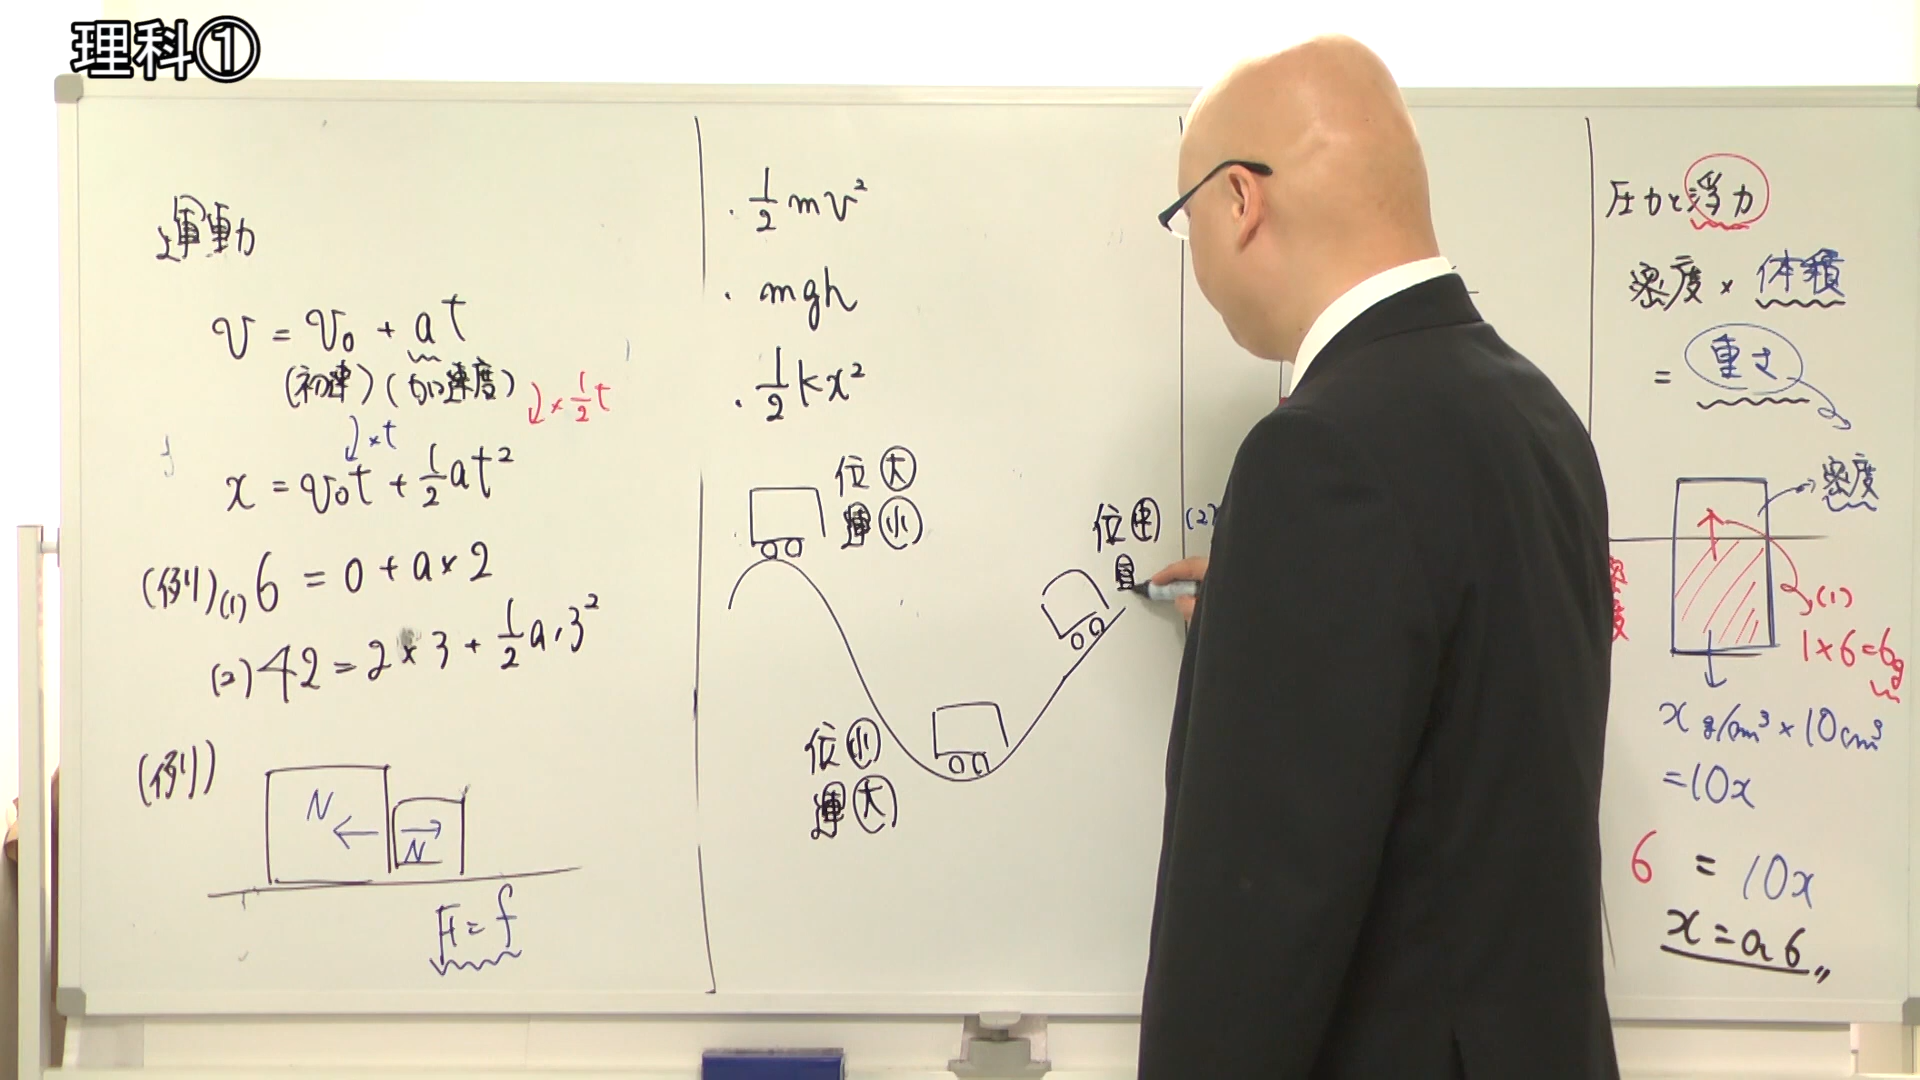 理科①
運動
v = v₀ + at
(初速) (加速度)
↓×t
↓×1/2t
x = v₀t + 1/2at²
(例)(1) 6 = 0 + a×2
(2) 42 = 2×3 + 1/2a・3²
(例)
N
N
F = f
・1/2mv²
・mgh
・1/2kx²
位 大
運 小
位 小
運 大
位 中
(2)
圧力と浮力
密度×体積
= 重さ
密度
(1)
1×6=6g
x g/cm³×10cm³
=10x
6 = 10x
x = 0.6